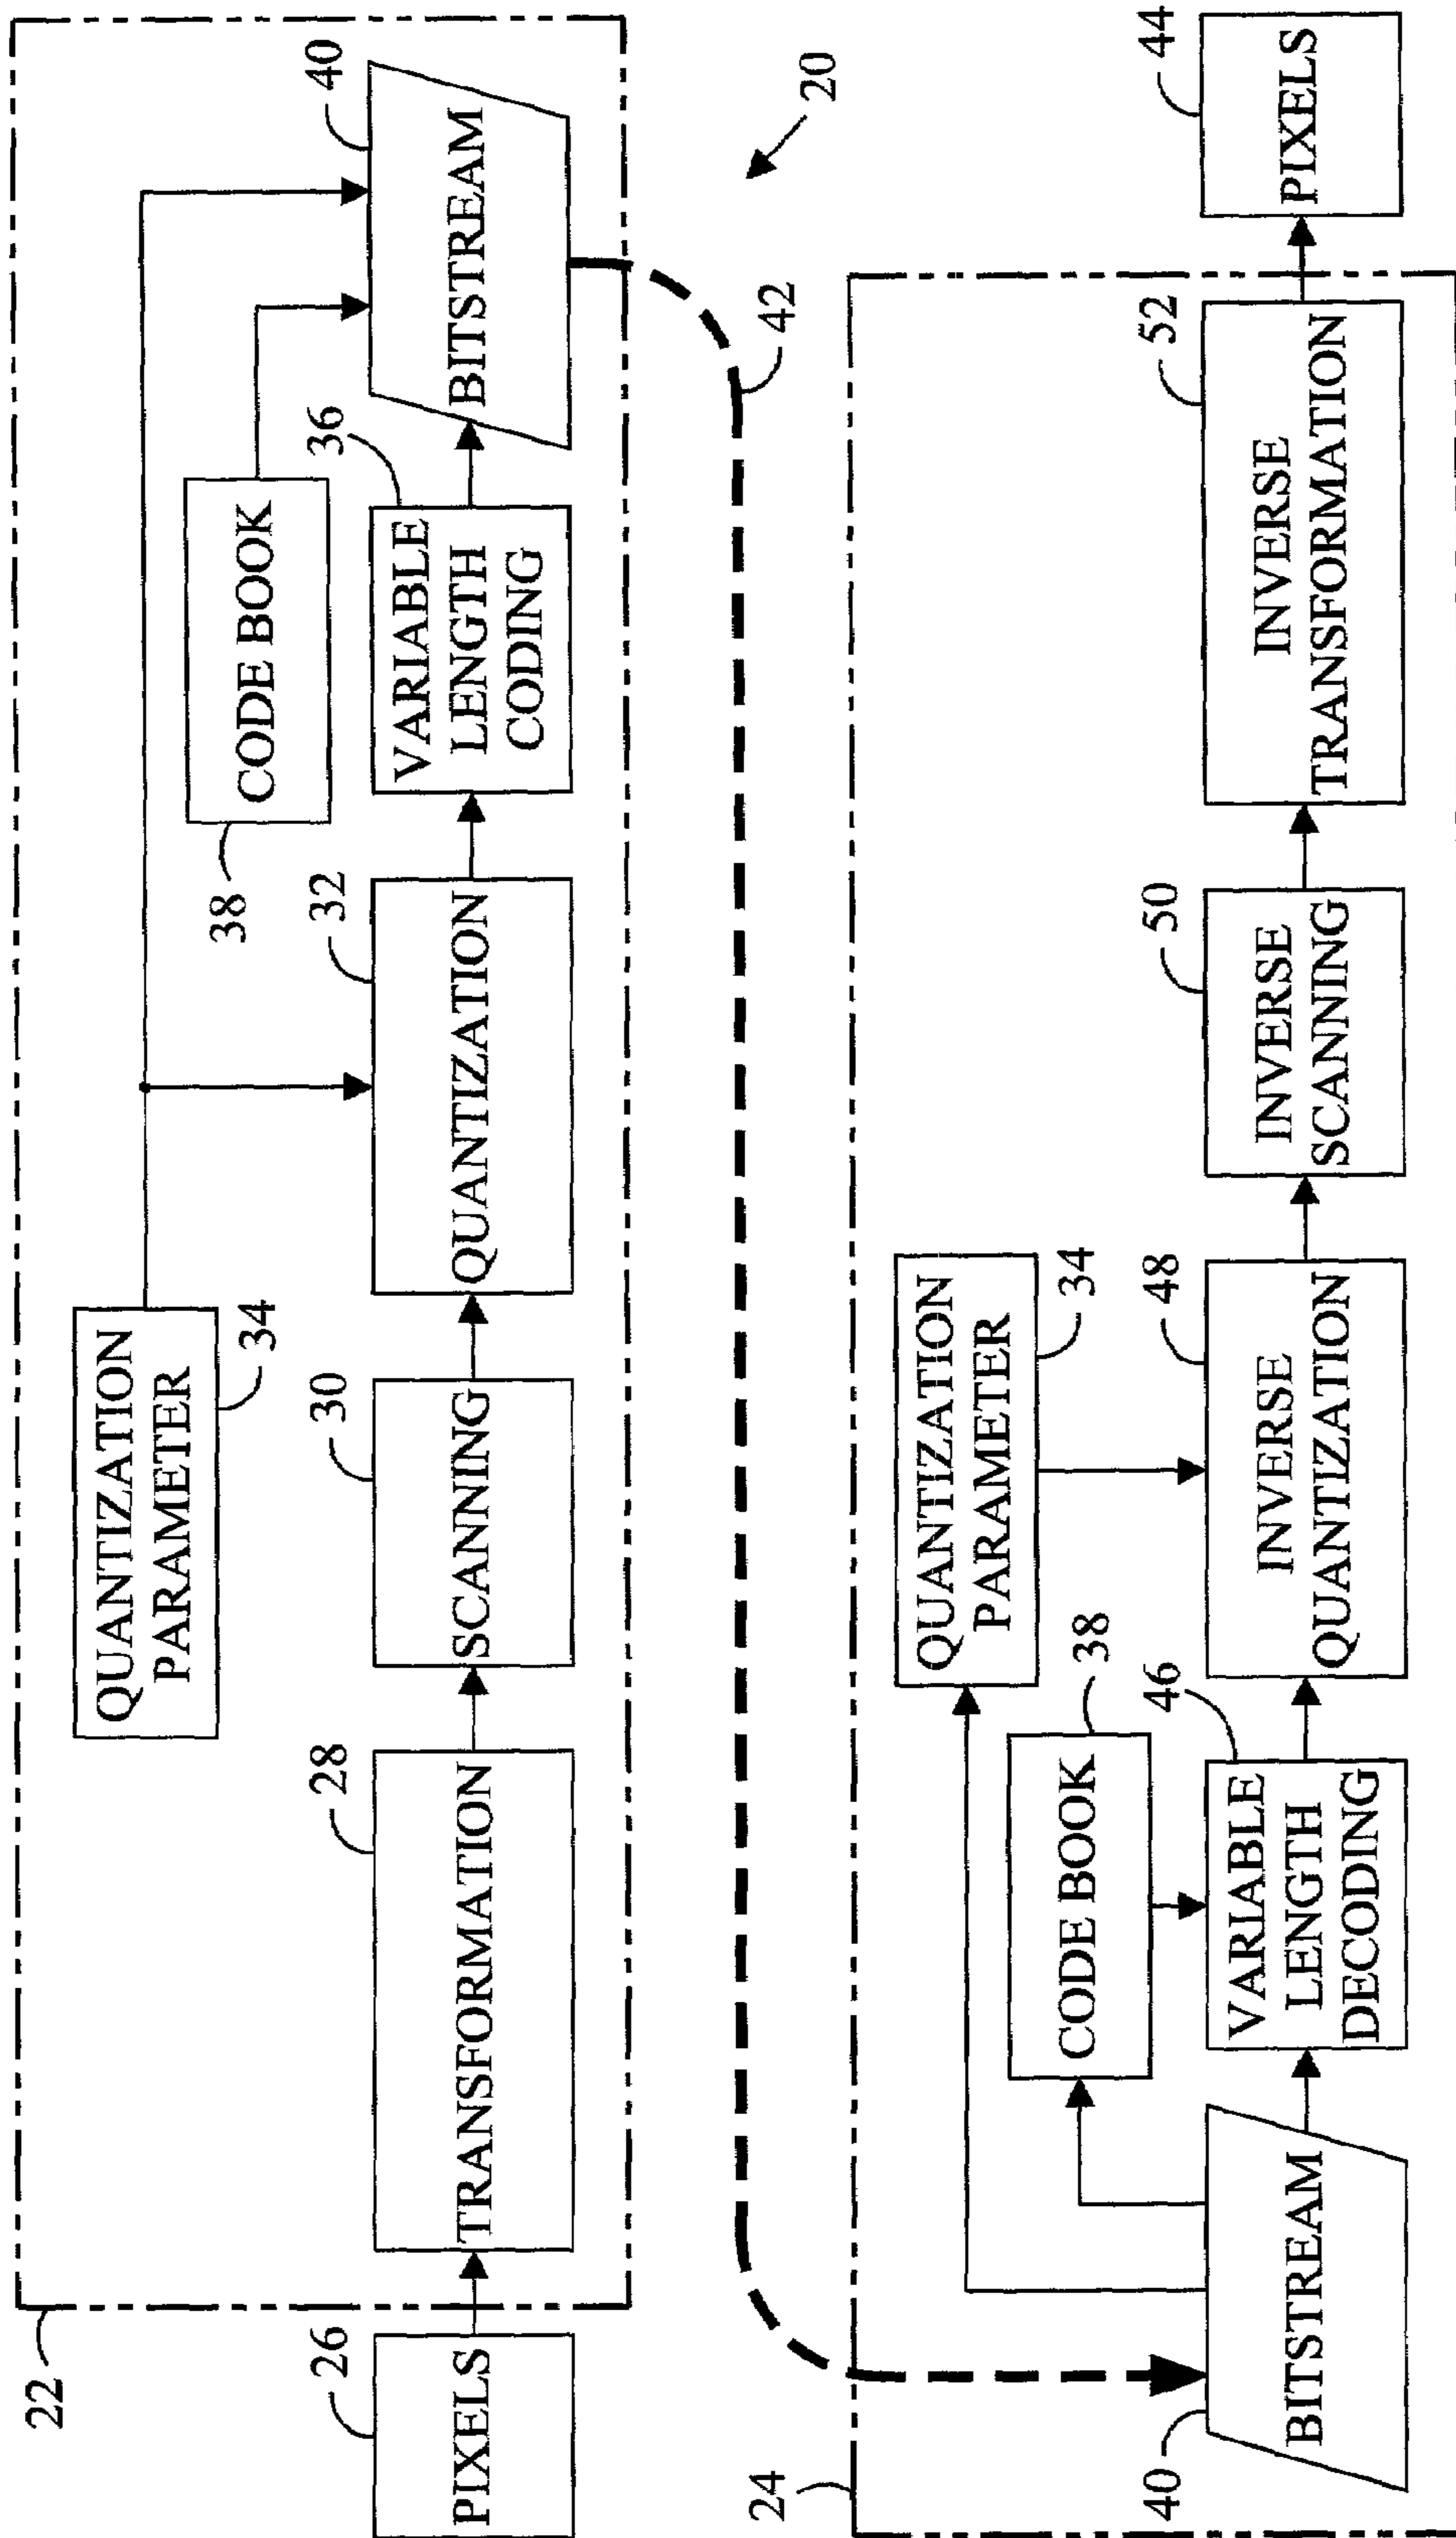 22
26
PIXELS
28
TRANSFORMATION
30
SCANNING
QUANTIZATION
PARAMETER
34
32
QUANTIZATION
38
CODE BOOK
36
VARIABLE
LENGTH
CODING
40
BITSTREAM
42
20
24
40
BITSTREAM
38
CODE BOOK
46
VARIABLE
LENGTH
DECODING
QUANTIZATION
PARAMETER
34
48
INVERSE
QUANTIZATION
50
INVERSE
SCANNING
52
INVERSE
TRANSFORMATION
44
PIXELS